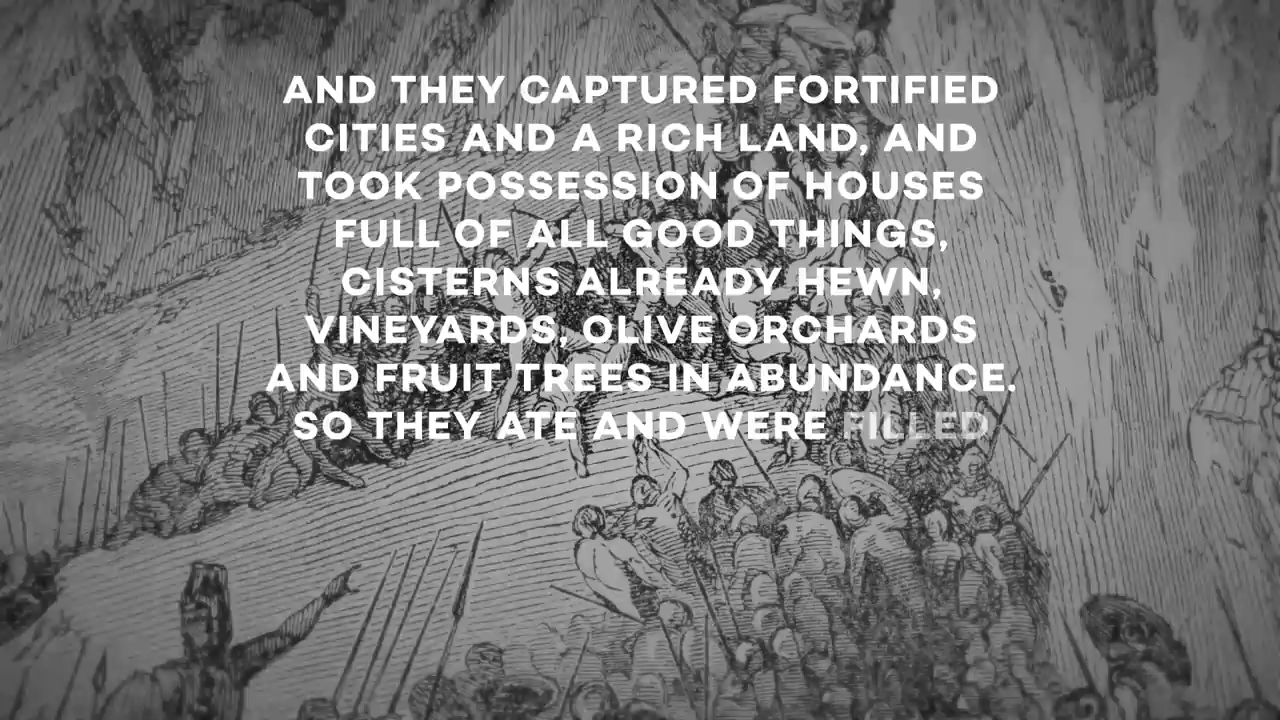 AND THEY CAPTURED FORTIFIED
CITIES AND A RICH LAND, AND
TOOK POSSESSION OF HOUSES
FULL OF ALL GOOD THINGS,
CISTERNS ALREADY HEWN,
VINEYARDS, OLIVE ORCHARDS
AND FRUIT TREES IN ABUNDANCE.
SO THEY ATE AND WERE FILLED